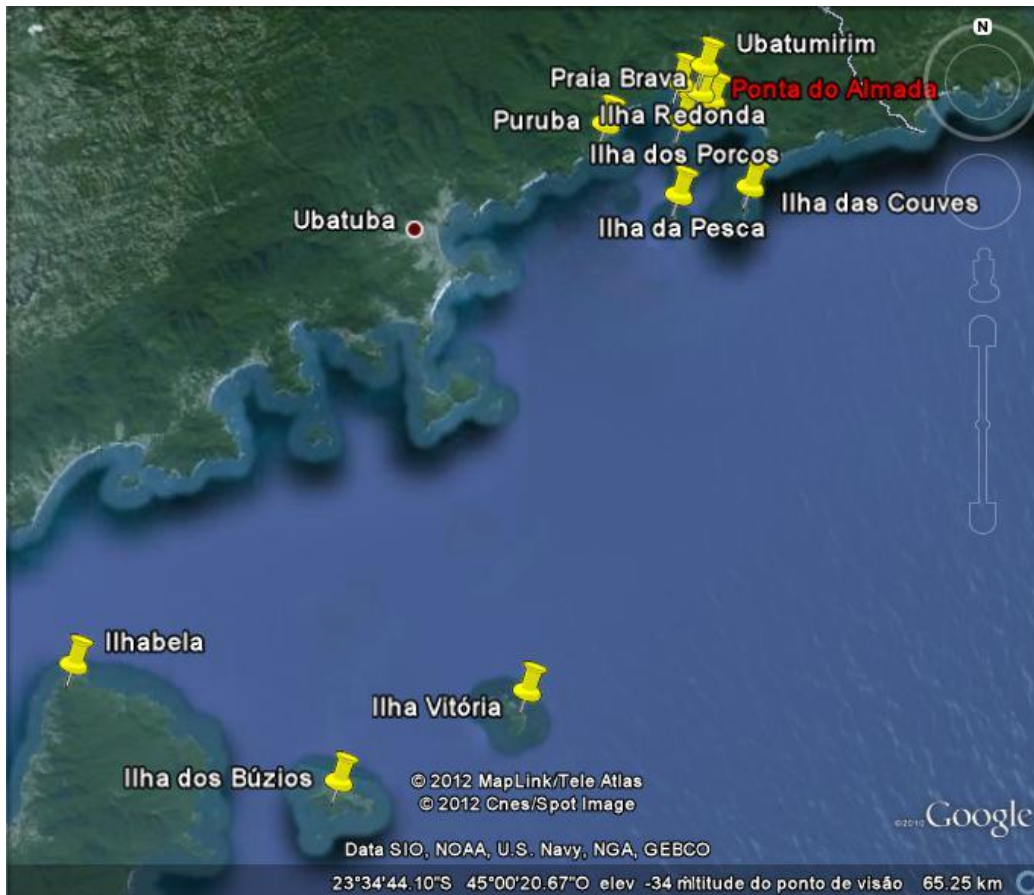 N
Ubatumirim
Praia Brava
Ponta do Almada
Puruba
Ilha Redonda
Ilha dos Porcos
Ilha das Couves
Ubatuba
Ilha da Pesca
Ilhabela
Ilha Vitória
Ilha dos Búzios
© 2012 MapLink/Tele Atlas
© 2012 Cnes/Spot Image
©2010 Google
Data SIO, NOAA, U.S. Navy, NGA, GEBCO
23°34'44.10"S 45°00'20.67"O elev -34 m ltitude do ponto de visão 65.25 km